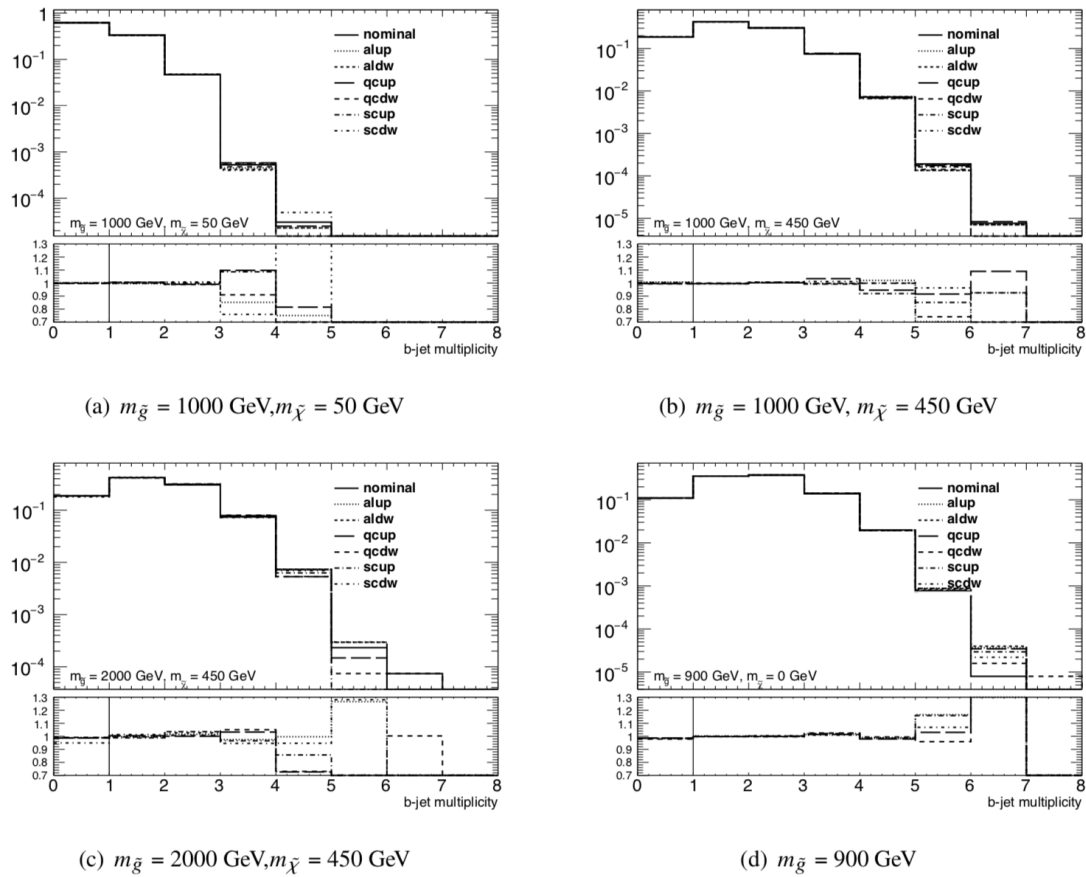 1
10⁻¹
10⁻²
10⁻³
10⁻⁴
nominal
alup
aldw
qcup
qcdw
scup
scdw
m_g̃ = 1000 GeV, m_χ̃ = 50 GeV
1.3
1.2
1.1
1
0.9
0.8
0.7
0 1 2 3 4 5 6 7 8
b-jet multiplicity
(a) m_g̃ = 1000 GeV,m_χ̃ = 50 GeV
10⁻¹
10⁻²
10⁻³
10⁻⁴
10⁻⁵
nominal
alup
aldw
qcup
qcdw
scup
scdw
m_g̃ = 1000 GeV, m_χ̃ = 450 GeV
1.3
1.2
1.1
1
0.9
0.8
0.7
0 1 2 3 4 5 6 7 8
b-jet multiplicity
(b) m_g̃ = 1000 GeV, m_χ̃ = 450 GeV
10⁻¹
10⁻²
10⁻³
10⁻⁴
nominal
alup
aldw
qcup
qcdw
scup
scdw
m_g̃ = 2000 GeV, m_χ̃ = 450 GeV
1.3
1.2
1.1
1
0.9
0.8
0.7
0 1 2 3 4 5 6 7 8
b-jet multiplicity
(c) m_g̃ = 2000 GeV,m_χ̃ = 450 GeV
10⁻¹
10⁻²
10⁻³
10⁻⁴
10⁻⁵
nominal
alup
aldw
qcup
qcdw
scup
scdw
m_g̃ = 900 GeV, m_χ̃ = 0 GeV
1.3
1.2
1.1
1
0.9
0.8
0.7
0 1 2 3 4 5 6 7 8
b-jet multiplicity
(d) m_g̃ = 900 GeV